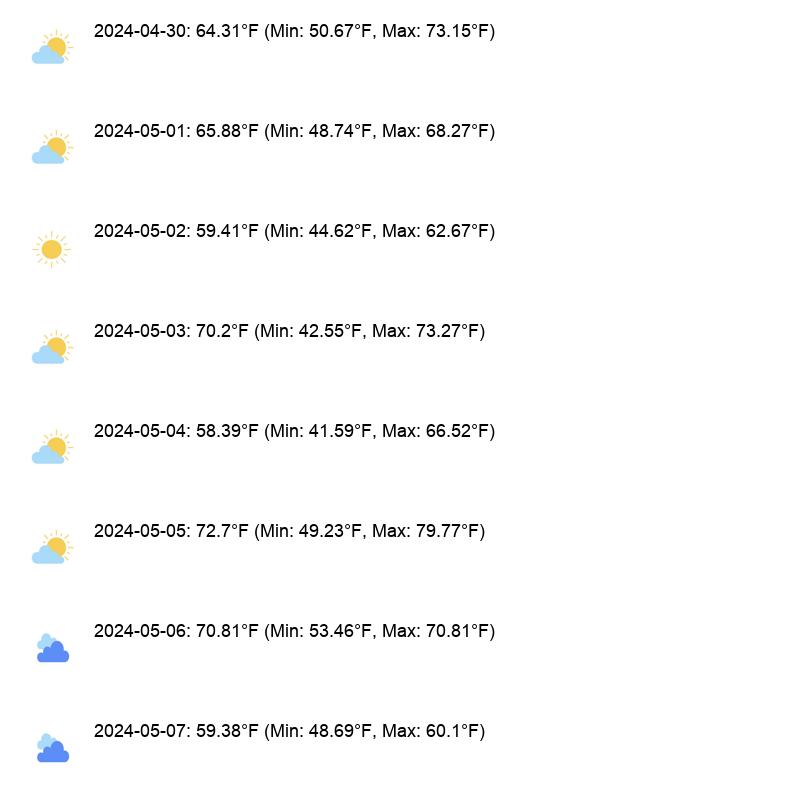 2024-04-30: 64.31°F (Min: 50.67°F, Max: 73.15°F)
2024-05-01: 65.88°F (Min: 48.74°F, Max: 68.27°F)
2024-05-02: 59.41°F (Min: 44.62°F, Max: 62.67°F)
2024-05-03: 70.2°F (Min: 42.55°F, Max: 73.27°F)
2024-05-04: 58.39°F (Min: 41.59°F, Max: 66.52°F)
2024-05-05: 72.7°F (Min: 49.23°F, Max: 79.77°F)
2024-05-06: 70.81°F (Min: 53.46°F, Max: 70.81°F)
2024-05-07: 59.38°F (Min: 48.69°F, Max: 60.1°F)